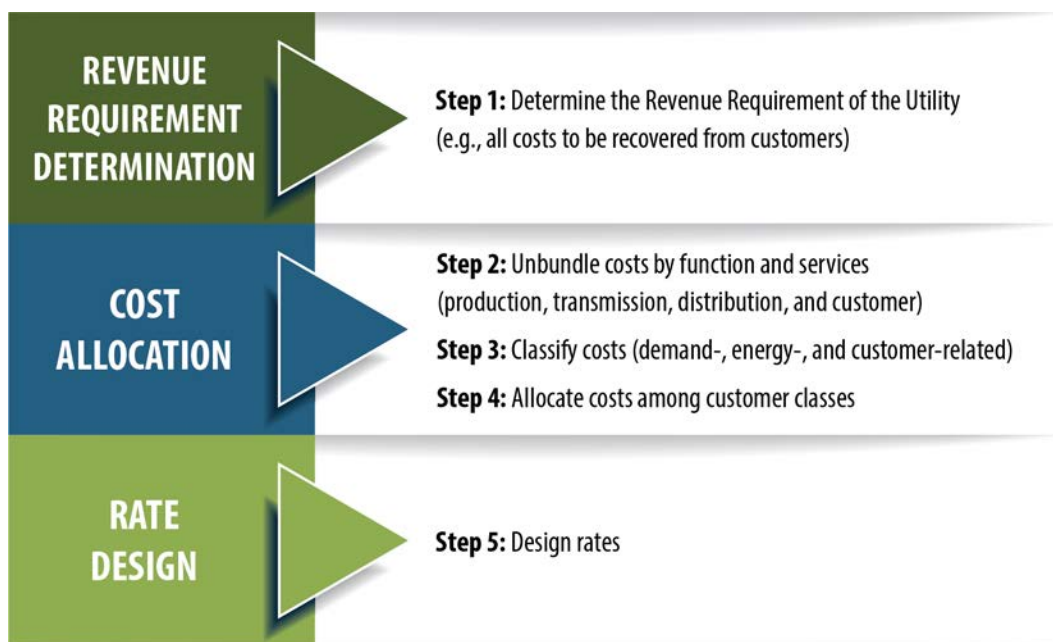 REVENUE
REQUIREMENT
DETERMINATION
Step 1: Determine the Revenue Requirement of the Utility
(e.g., all costs to be recovered from customers)
COST
ALLOCATION
Step 2: Unbundle costs by function and services
(production, transmission, distribution, and customer)
Step 3: Classify costs (demand-, energy-, and customer-related)
Step 4: Allocate costs among customer classes
RATE
DESIGN
Step 5: Design rates